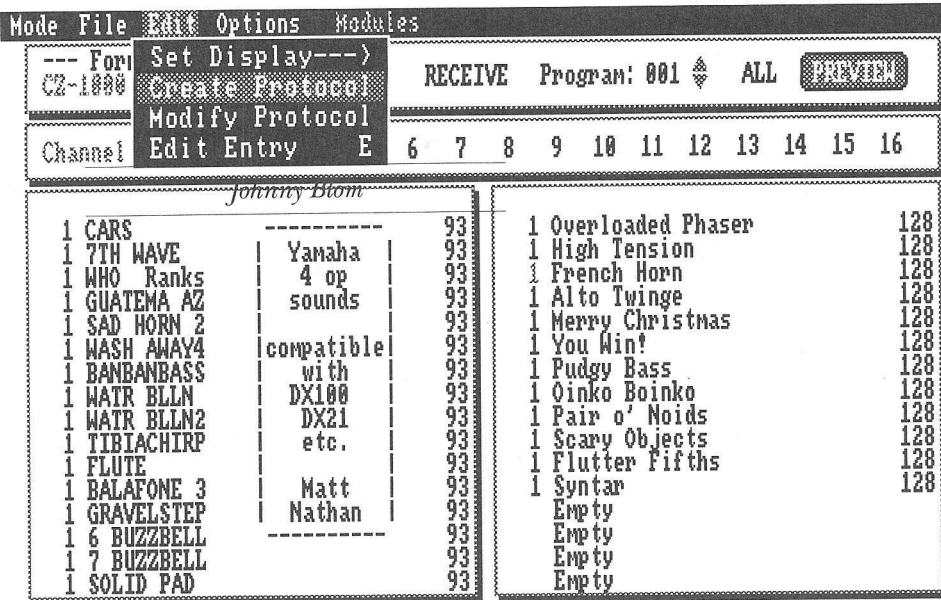 Mode File Edit Options Modules
Set Display--->
Create Protocol
Modify Protocol
Edit Entry E
--- For
CZ-1000
RECEIVE Program: 001 ALL PREVIEW
Channel 6 7 8 9 10 11 12 13 14 15 16
Johnny Blom
1 CARS 93
1 7TH WAVE 93
1 WHO Ranks 93
1 GUATEMA AZ 93
1 SAD HORN 2 93
1 WASH AWAY4 93
1 BANBANBASS 93
1 WATR BLLN 93
1 WATR BLLN2 93
1 TIBIACHIRP 93
1 FLUTE 93
1 BALAFONE 3 93
1 GRAVELSTEP 93
1 6 BUZZBELL 93
1 7 BUZZBELL 93
1 SOLID PAD 93
----------
| Yamaha |
| 4 op |
| sounds |
| |
|compatible|
| with |
| DX100 |
| DX21 |
| etc. |
| |
| Matt |
| Nathan |
----------
1 Overloaded Phaser 128
1 High Tension 128
1 French Horn 128
1 Alto Twinge 128
1 Merry Christmas 128
1 You Win! 128
1 Pudgy Bass 128
1 Oinko Boinko 128
1 Pair o' Noids 128
1 Scary Objects 128
1 Flutter Fifths 128
1 Syntar 128
Empty
Empty
Empty
Empty